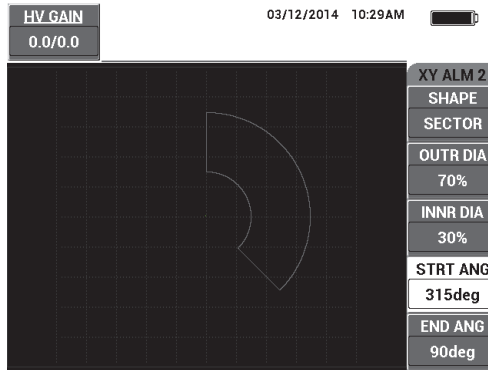 HV GAIN
0.0/0.0
03/12/2014 10:29AM
XY ALM 2
SHAPE
SECTOR
OUTR DIA
70%
INNR DIA
30%
STRT ANG
315deg
END ANG
90deg